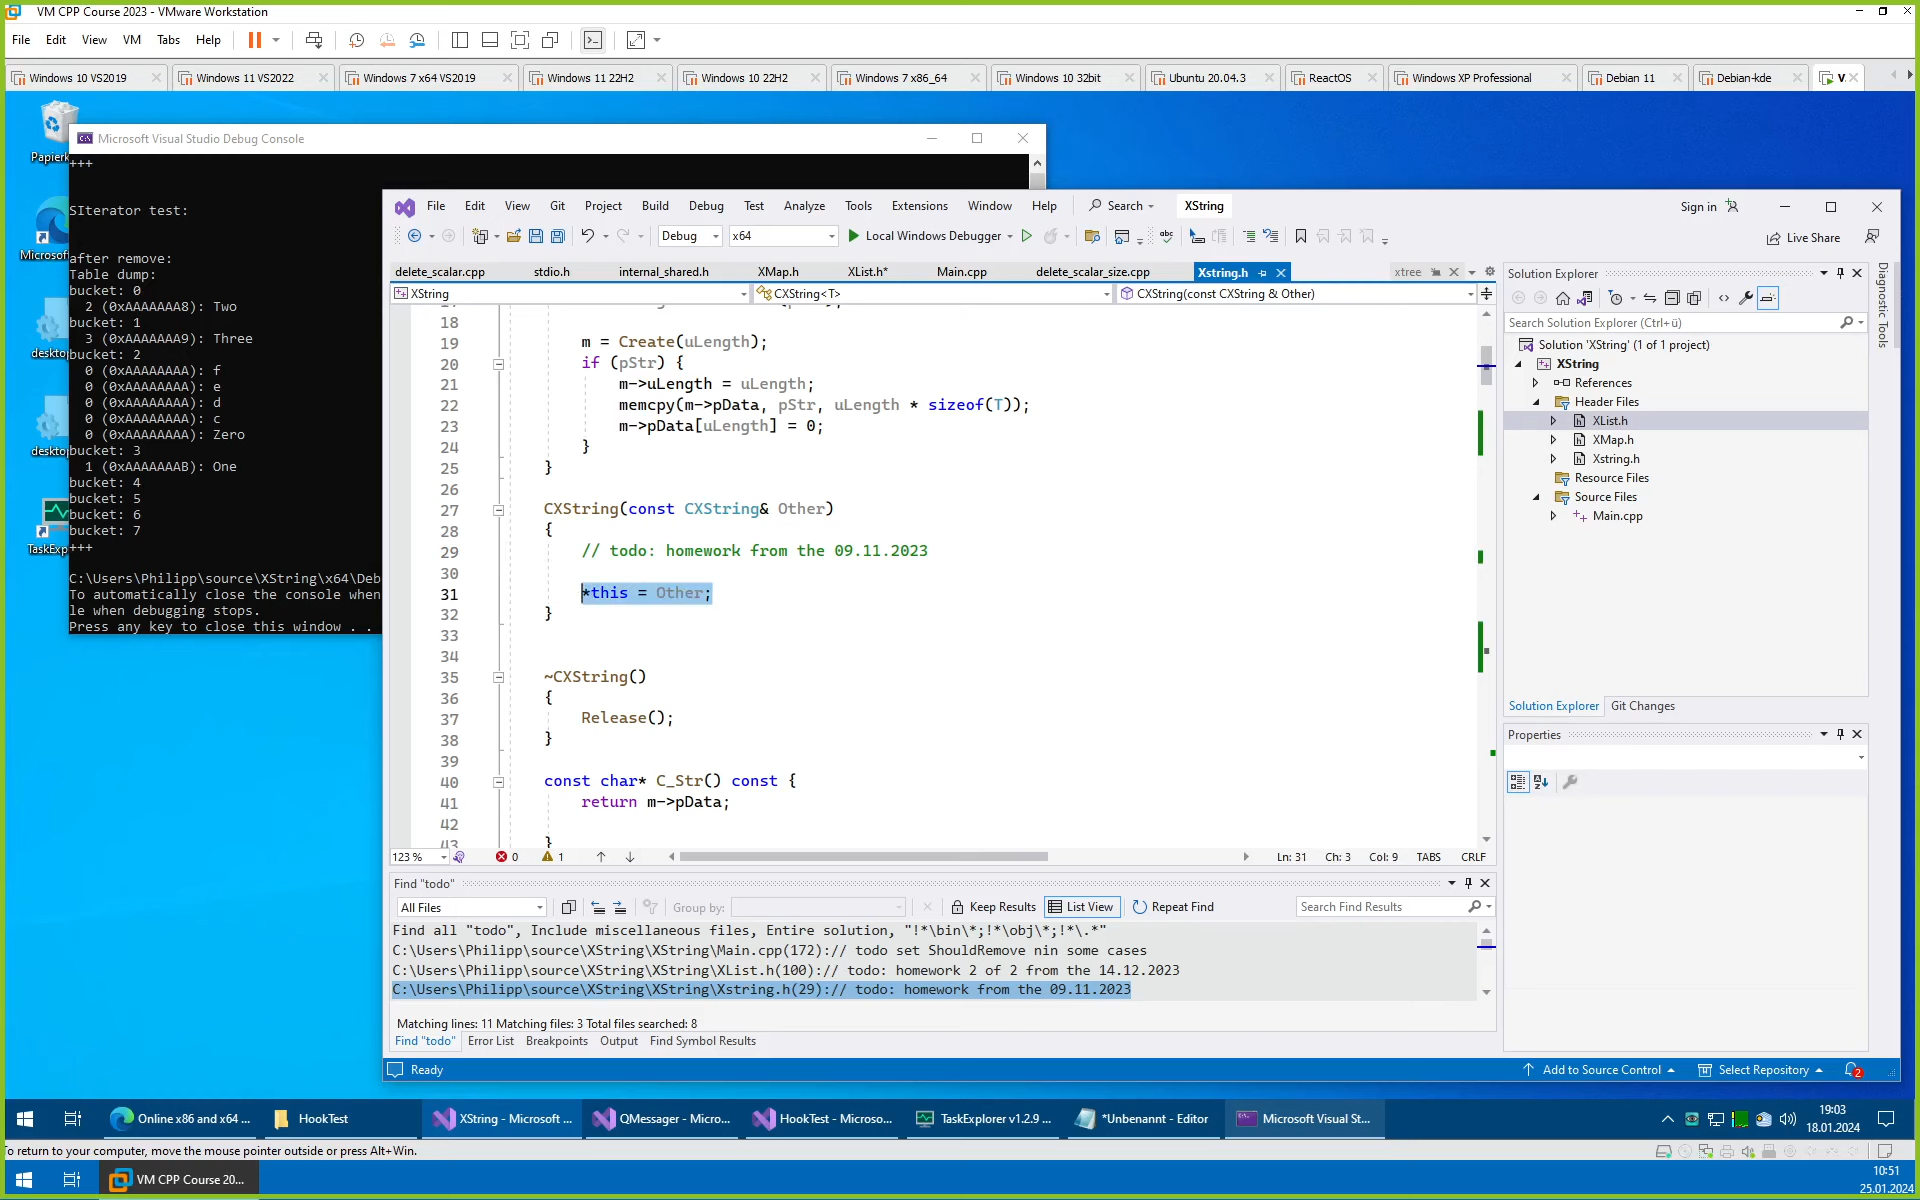 VM CPP Course 2023 - VMware Workstation
File Edit View VM Tabs Help
Windows 10 VS2019 Windows 11 VS2022 Windows 7 x64 VS2019 Windows 11 22H2 Windows 10 22H2 Windows 7 x86_64 Windows 10 32bit Ubuntu 20.04.3 ReactOS Windows XP Professional Debian 11 Debian-kde V
Papierk
Microsof
desktop
desktop
TaskExp
Microsoft Visual Studio Debug Console
+++
SIterator test:
after remove:
Table dump:
bucket: 0
2 (0xAAAAAAA8): Two
bucket: 1
3 (0xAAAAAAA9): Three
bucket: 2
0 (0xAAAAAAAA): f
0 (0xAAAAAAAA): e
0 (0xAAAAAAAA): d
0 (0xAAAAAAAA): c
0 (0xAAAAAAAA): Zero
bucket: 3
1 (0xAAAAAAAB): One
bucket: 4
bucket: 5
bucket: 6
bucket: 7
+++
C:\Users\Philipp\source\XString\x64\Deb
To automatically close the console when
le when debugging stops.
Press any key to close this window . .
File Edit View Git Project Build Debug Test Analyze Tools Extensions Window Help Search XString Sign in
Debug x64 Local Windows Debugger Live Share
delete_scalar.cpp stdio.h internal_shared.h XMap.h XList.h* Main.cpp delete_scalar_size.cpp Xstring.h xtree
XString CXString<T> CXString(const CXString & Other)
18
19 m = Create(uLength);
20 if (pStr) {
21 m->uLength = uLength;
22 memcpy(m->pData, pStr, uLength * sizeof(T));
23 m->pData[uLength] = 0;
24 }
25 }
26
27 CXString(const CXString& Other)
28 {
29 // todo: homework from the 09.11.2023
30
31 *this = Other;
32 }
33
34
35 ~CXString()
36 {
37 Release();
38 }
39
40 const char* C_Str() const {
41 return m->pData;
42
43 }
123 % 0 1 Ln: 31 Ch: 3 Col: 9 TABS CRLF
Find "todo"
All Files Group by: Keep Results List View Repeat Find Search Find Results
Find all "todo", Include miscellaneous files, Entire solution, "!*\bin\*;!*\obj\*;!*\.*"
C:\Users\Philipp\source\XString\XString\Main.cpp(172):// todo set ShouldRemove nin some cases
C:\Users\Philipp\source\XString\XString\XList.h(100):// todo: homework 2 of 2 from the 14.12.2023
C:\Users\Philipp\source\XString\XString\Xstring.h(29):// todo: homework from the 09.11.2023
Matching lines: 11 Matching files: 3 Total files searched: 8
Find "todo" Error List Breakpoints Output Find Symbol Results
Ready Add to Source Control Select Repository 2
Solution Explorer
Search Solution Explorer (Ctrl+ü)
Solution 'XString' (1 of 1 project)
XString
References
Header Files
XList.h
XMap.h
Xstring.h
Resource Files
Source Files
Main.cpp
Solution Explorer Git Changes
Properties
Diagnostic Tools
Online x86 and x64 ... HookTest XString - Microsoft ... QMessager - Micro... HookTest - Microso... TaskExplorer v1.2.9 ... *Unbenannt - Editor Microsoft Visual St...
19:03
18.01.2024
To return to your computer, move the mouse pointer outside or press Alt+Win.
VM CPP Course 20...
10:51
25.01.2024